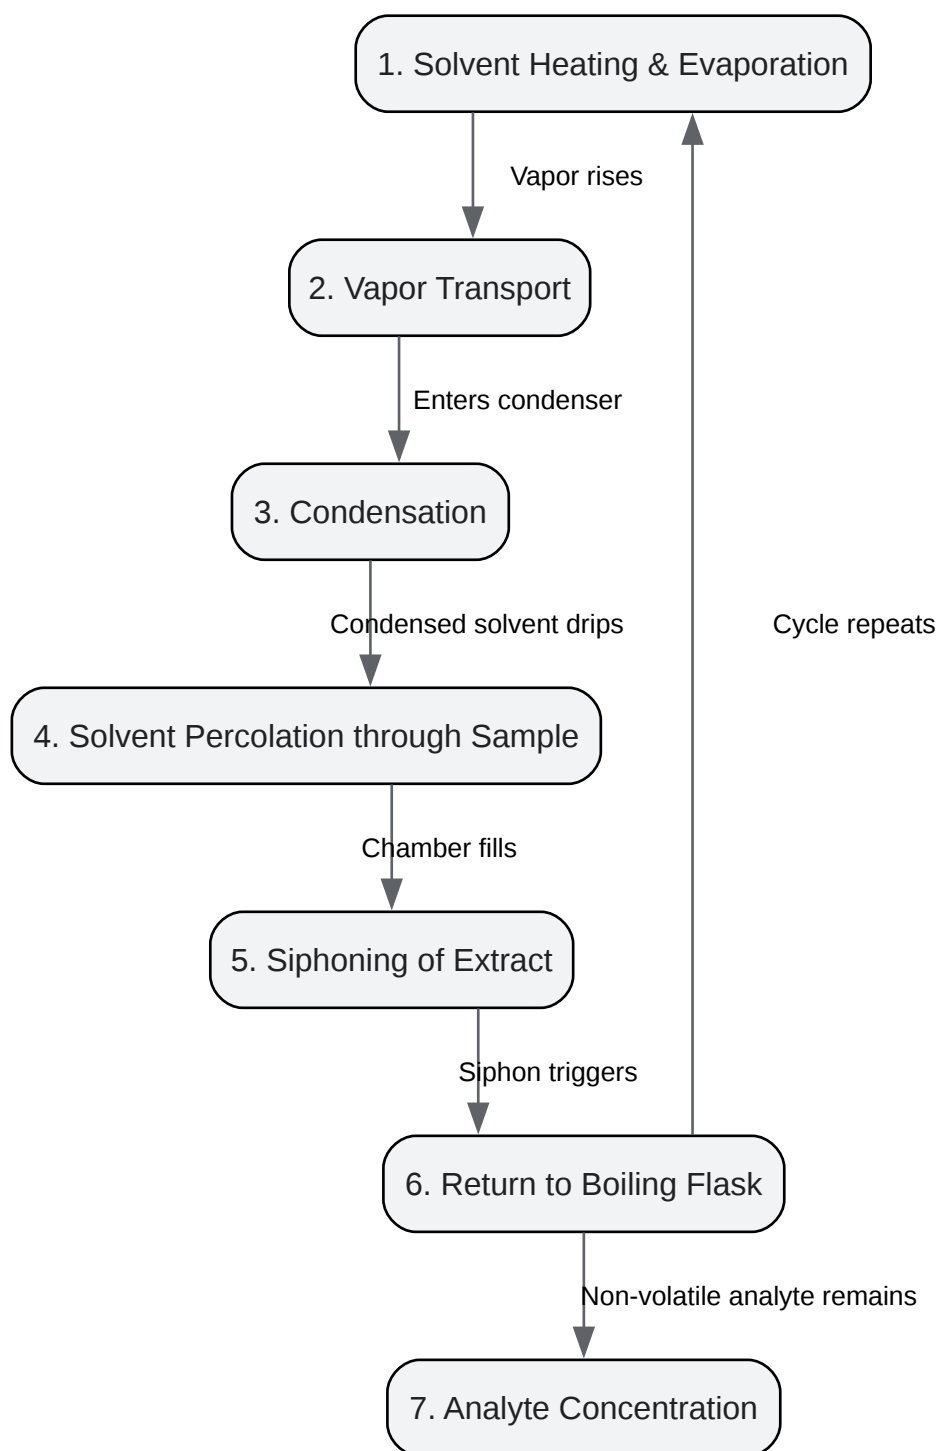 1. Solvent Heating & Evaporation
Vapor rises
2. Vapor Transport
Enters condenser
3. Condensation
Condensed solvent drips
Cycle repeats
4. Solvent Percolation through Sample
Chamber fills
5. Siphoning of Extract
Siphon triggers
6. Return to Boiling Flask
Non-volatile analyte remains
7. Analyte Concentration